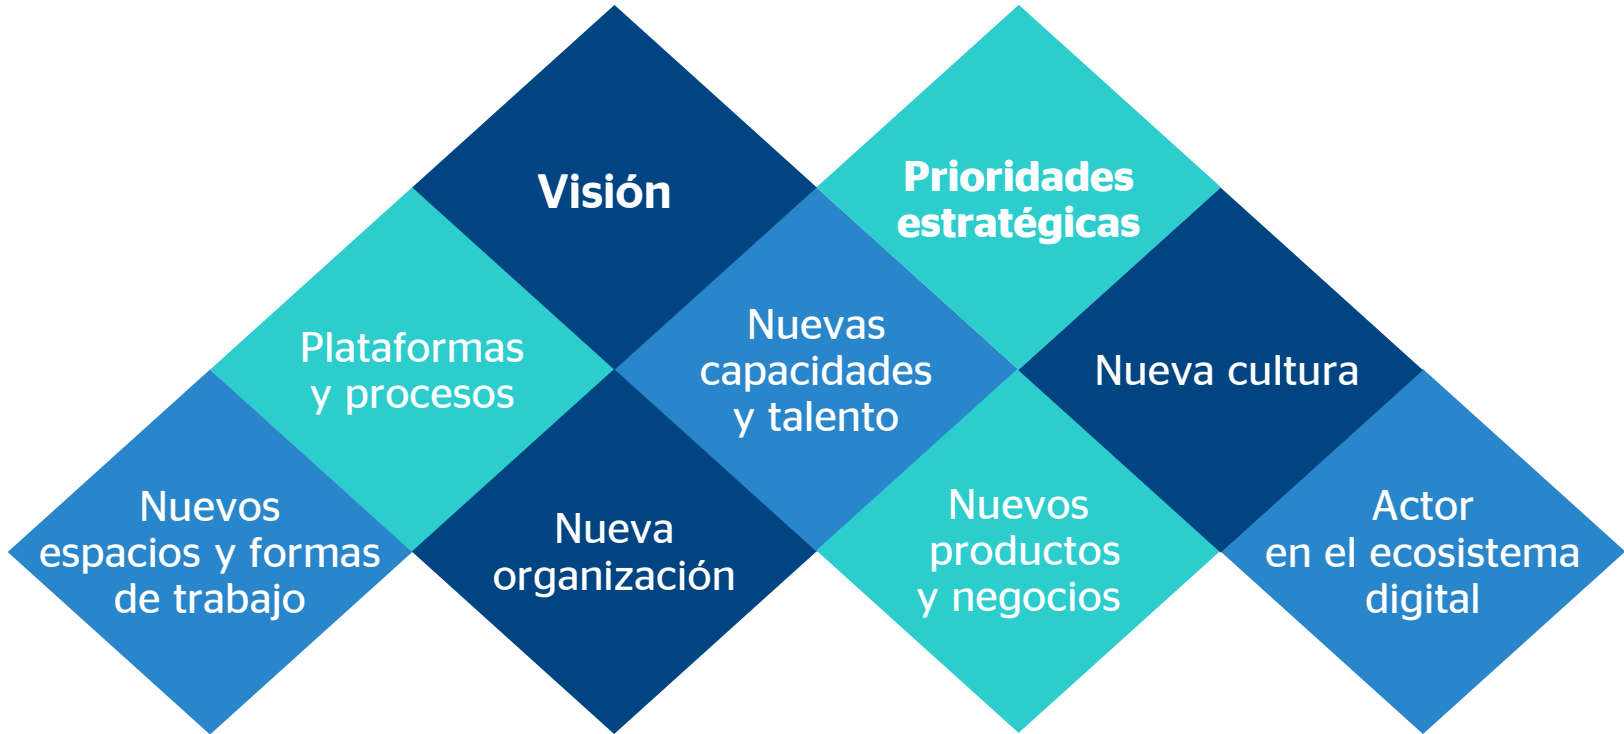 Visión
Prioridades
estratégicas
Plataformas
y procesos
Nuevas
capacidades
y talento
Nueva cultura
Nuevos
espacios y formas
de trabajo
Nueva
organización
Nuevos
productos
y negocios
Actor
en el ecosistema
digital